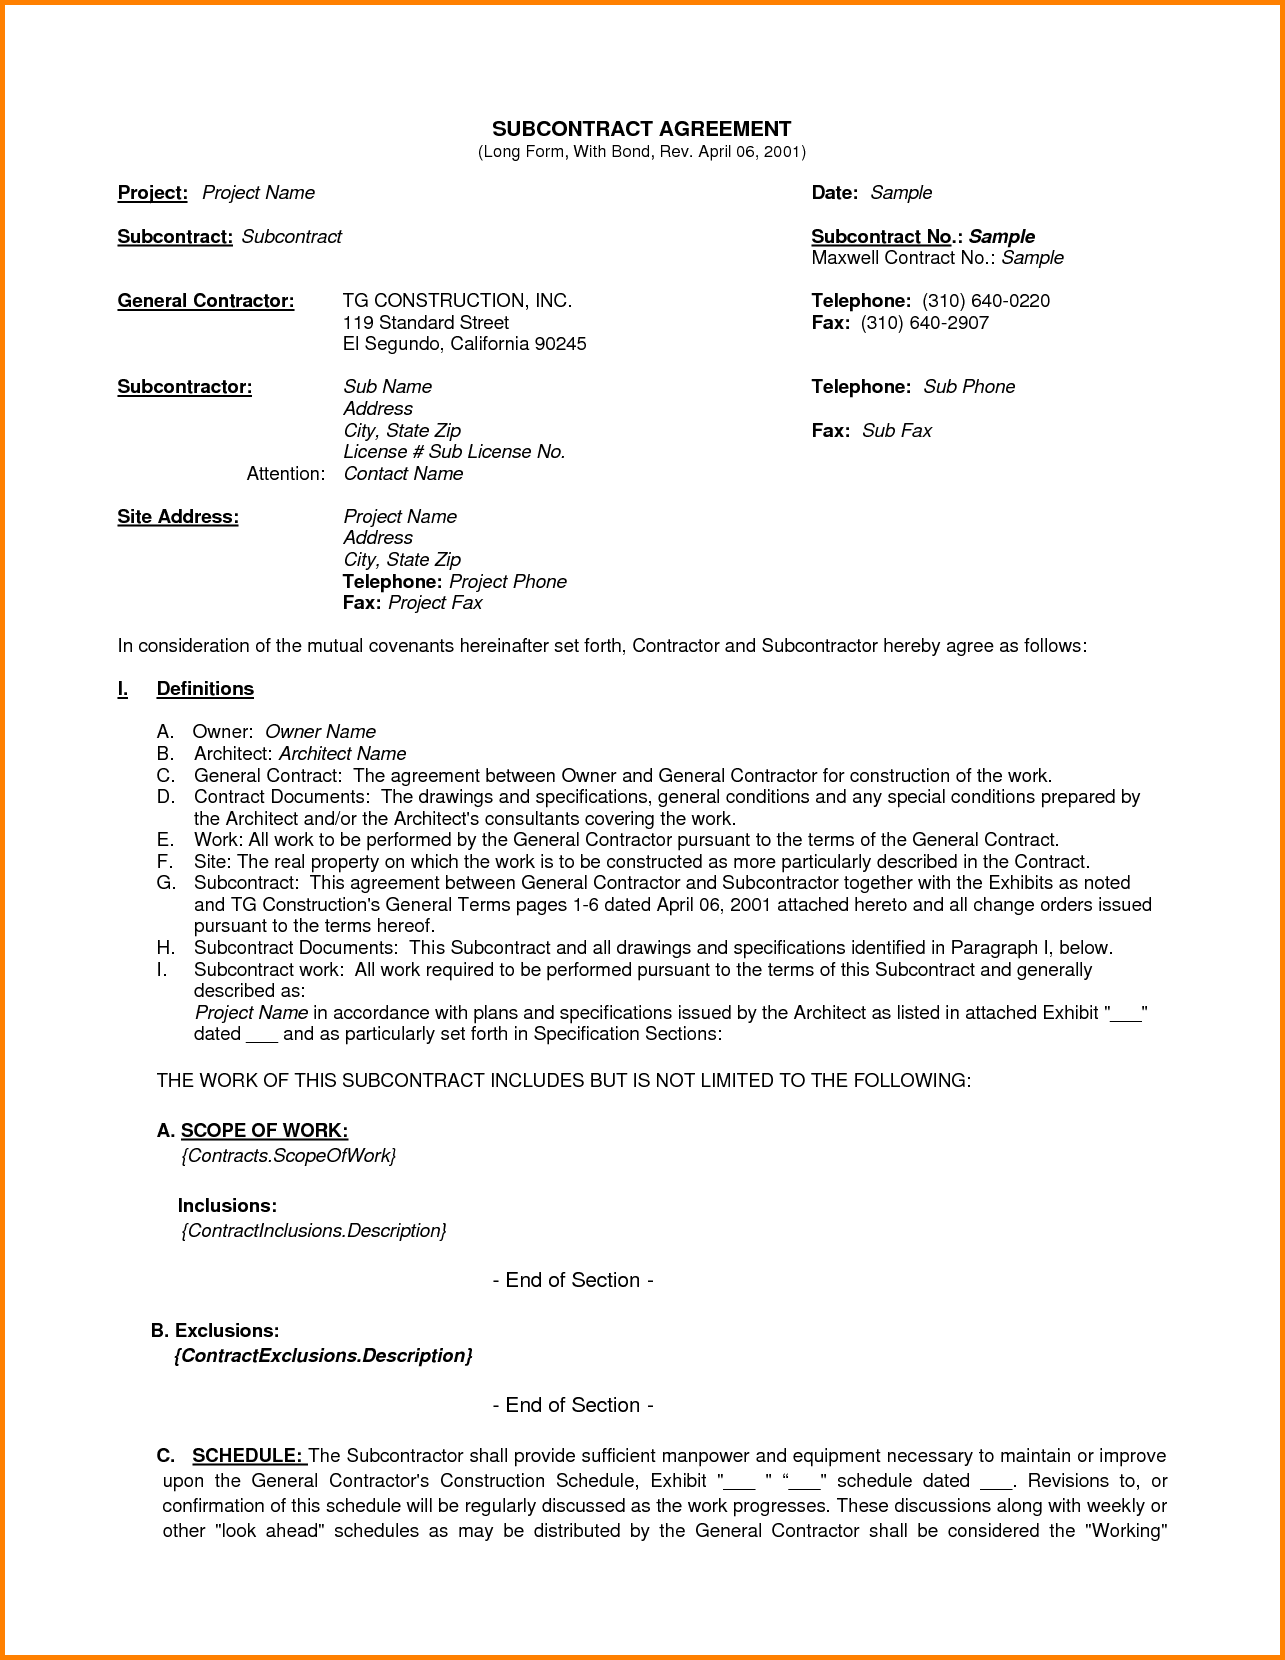 SUBCONTRACT AGREEMENT
(Long Form, With Bond, Rev. April 06, 2001)
Project: Project Name Date: Sample
Subcontract: Subcontract Subcontract No.: Sample
Maxwell Contract No.: Sample
General Contractor: TG CONSTRUCTION, INC. Telephone: (310) 640-0220
119 Standard Street Fax: (310) 640-2907
El Segundo, California 90245
Subcontractor: Sub Name Telephone: Sub Phone
Address
City, State Zip Fax: Sub Fax
License # Sub License No.
Attention: Contact Name
Site Address: Project Name
Address
City, State Zip
Telephone: Project Phone
Fax: Project Fax
In consideration of the mutual covenants hereinafter set forth, Contractor and Subcontractor hereby agree as follows:
I. Definitions
A. Owner: Owner Name
B. Architect: Architect Name
C. General Contract: The agreement between Owner and General Contractor for construction of the work.
D. Contract Documents: The drawings and specifications, general conditions and any special conditions prepared by
the Architect and/or the Architect's consultants covering the work.
E. Work: All work to be performed by the General Contractor pursuant to the terms of the General Contract.
F. Site: The real property on which the work is to be constructed as more particularly described in the Contract.
G. Subcontract: This agreement between General Contractor and Subcontractor together with the Exhibits as noted
and TG Construction's General Terms pages 1-6 dated April 06, 2001 attached hereto and all change orders issued
pursuant to the terms hereof.
H. Subcontract Documents: This Subcontract and all drawings and specifications identified in Paragraph I, below.
I. Subcontract work: All work required to be performed pursuant to the terms of this Subcontract and generally
described as:
Project Name in accordance with plans and specifications issued by the Architect as listed in attached Exhibit "___"
dated ___ and as particularly set forth in Specification Sections:
THE WORK OF THIS SUBCONTRACT INCLUDES BUT IS NOT LIMITED TO THE FOLLOWING:
A. SCOPE OF WORK:
{Contracts.ScopeOfWork}
Inclusions:
{ContractInclusions.Description}
- End of Section -
B. Exclusions:
{ContractExclusions.Description}
- End of Section -
C. SCHEDULE: The Subcontractor shall provide sufficient manpower and equipment necessary to maintain or improve
upon the General Contractor's Construction Schedule, Exhibit "___ " “___" schedule dated ___. Revisions to, or
confirmation of this schedule will be regularly discussed as the work progresses. These discussions along with weekly or
other "look ahead" schedules as may be distributed by the General Contractor shall be considered the "Working"